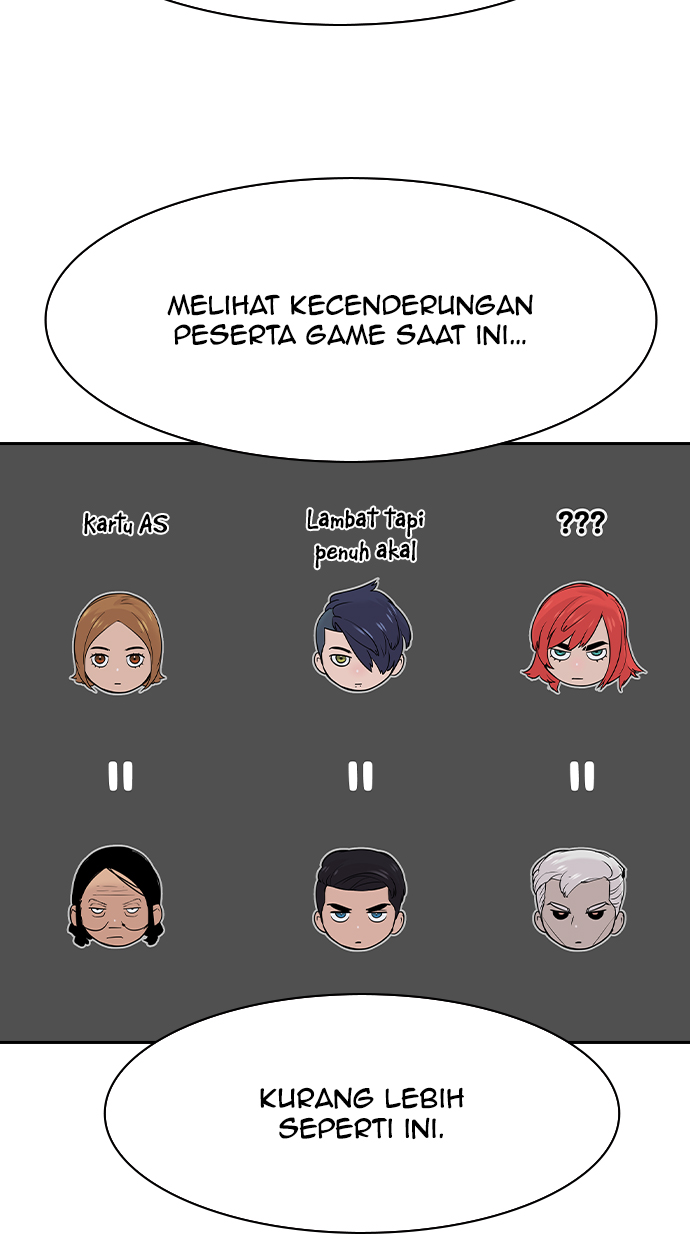 MELIHAT KECENDERUNGAN
PESERTA GAME SAAT INI...
Kartu AS
Lambat tapi
penuh akal
???
=
=
=
KURANG LEBIH
SEPERTI INI.